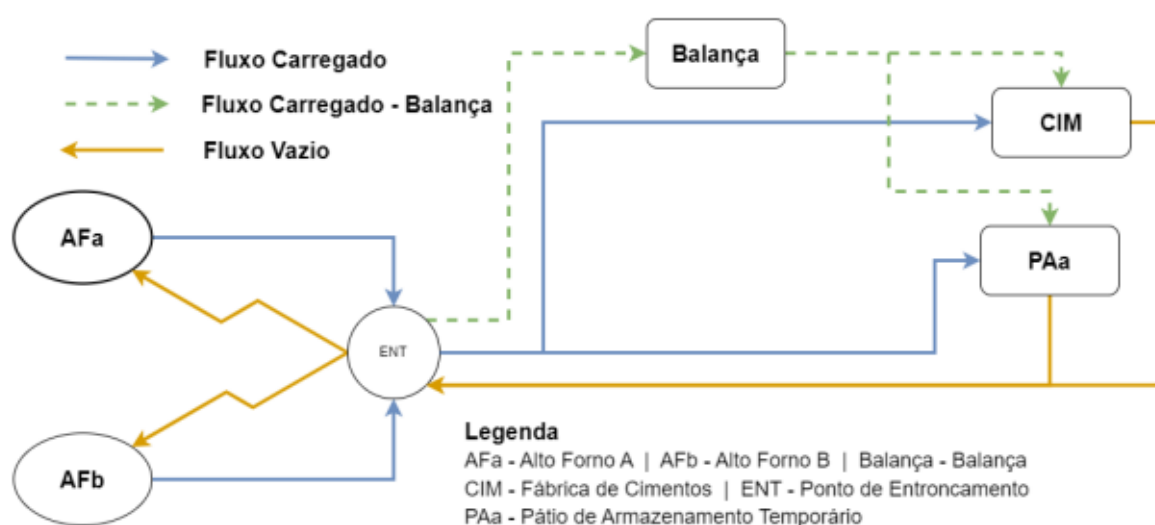 Fluxo Carregado
Fluxo Carregado - Balança
Fluxo Vazio
Balança
CIM
AFa
PAa
ENT
AFb
Legenda
AFa - Alto Forno A | AFb - Alto Forno B | Balança - Balança
CIM - Fábrica de Cimentos | ENT - Ponto de Entroncamento
PAa - Pátio de Armazenamento Temporário